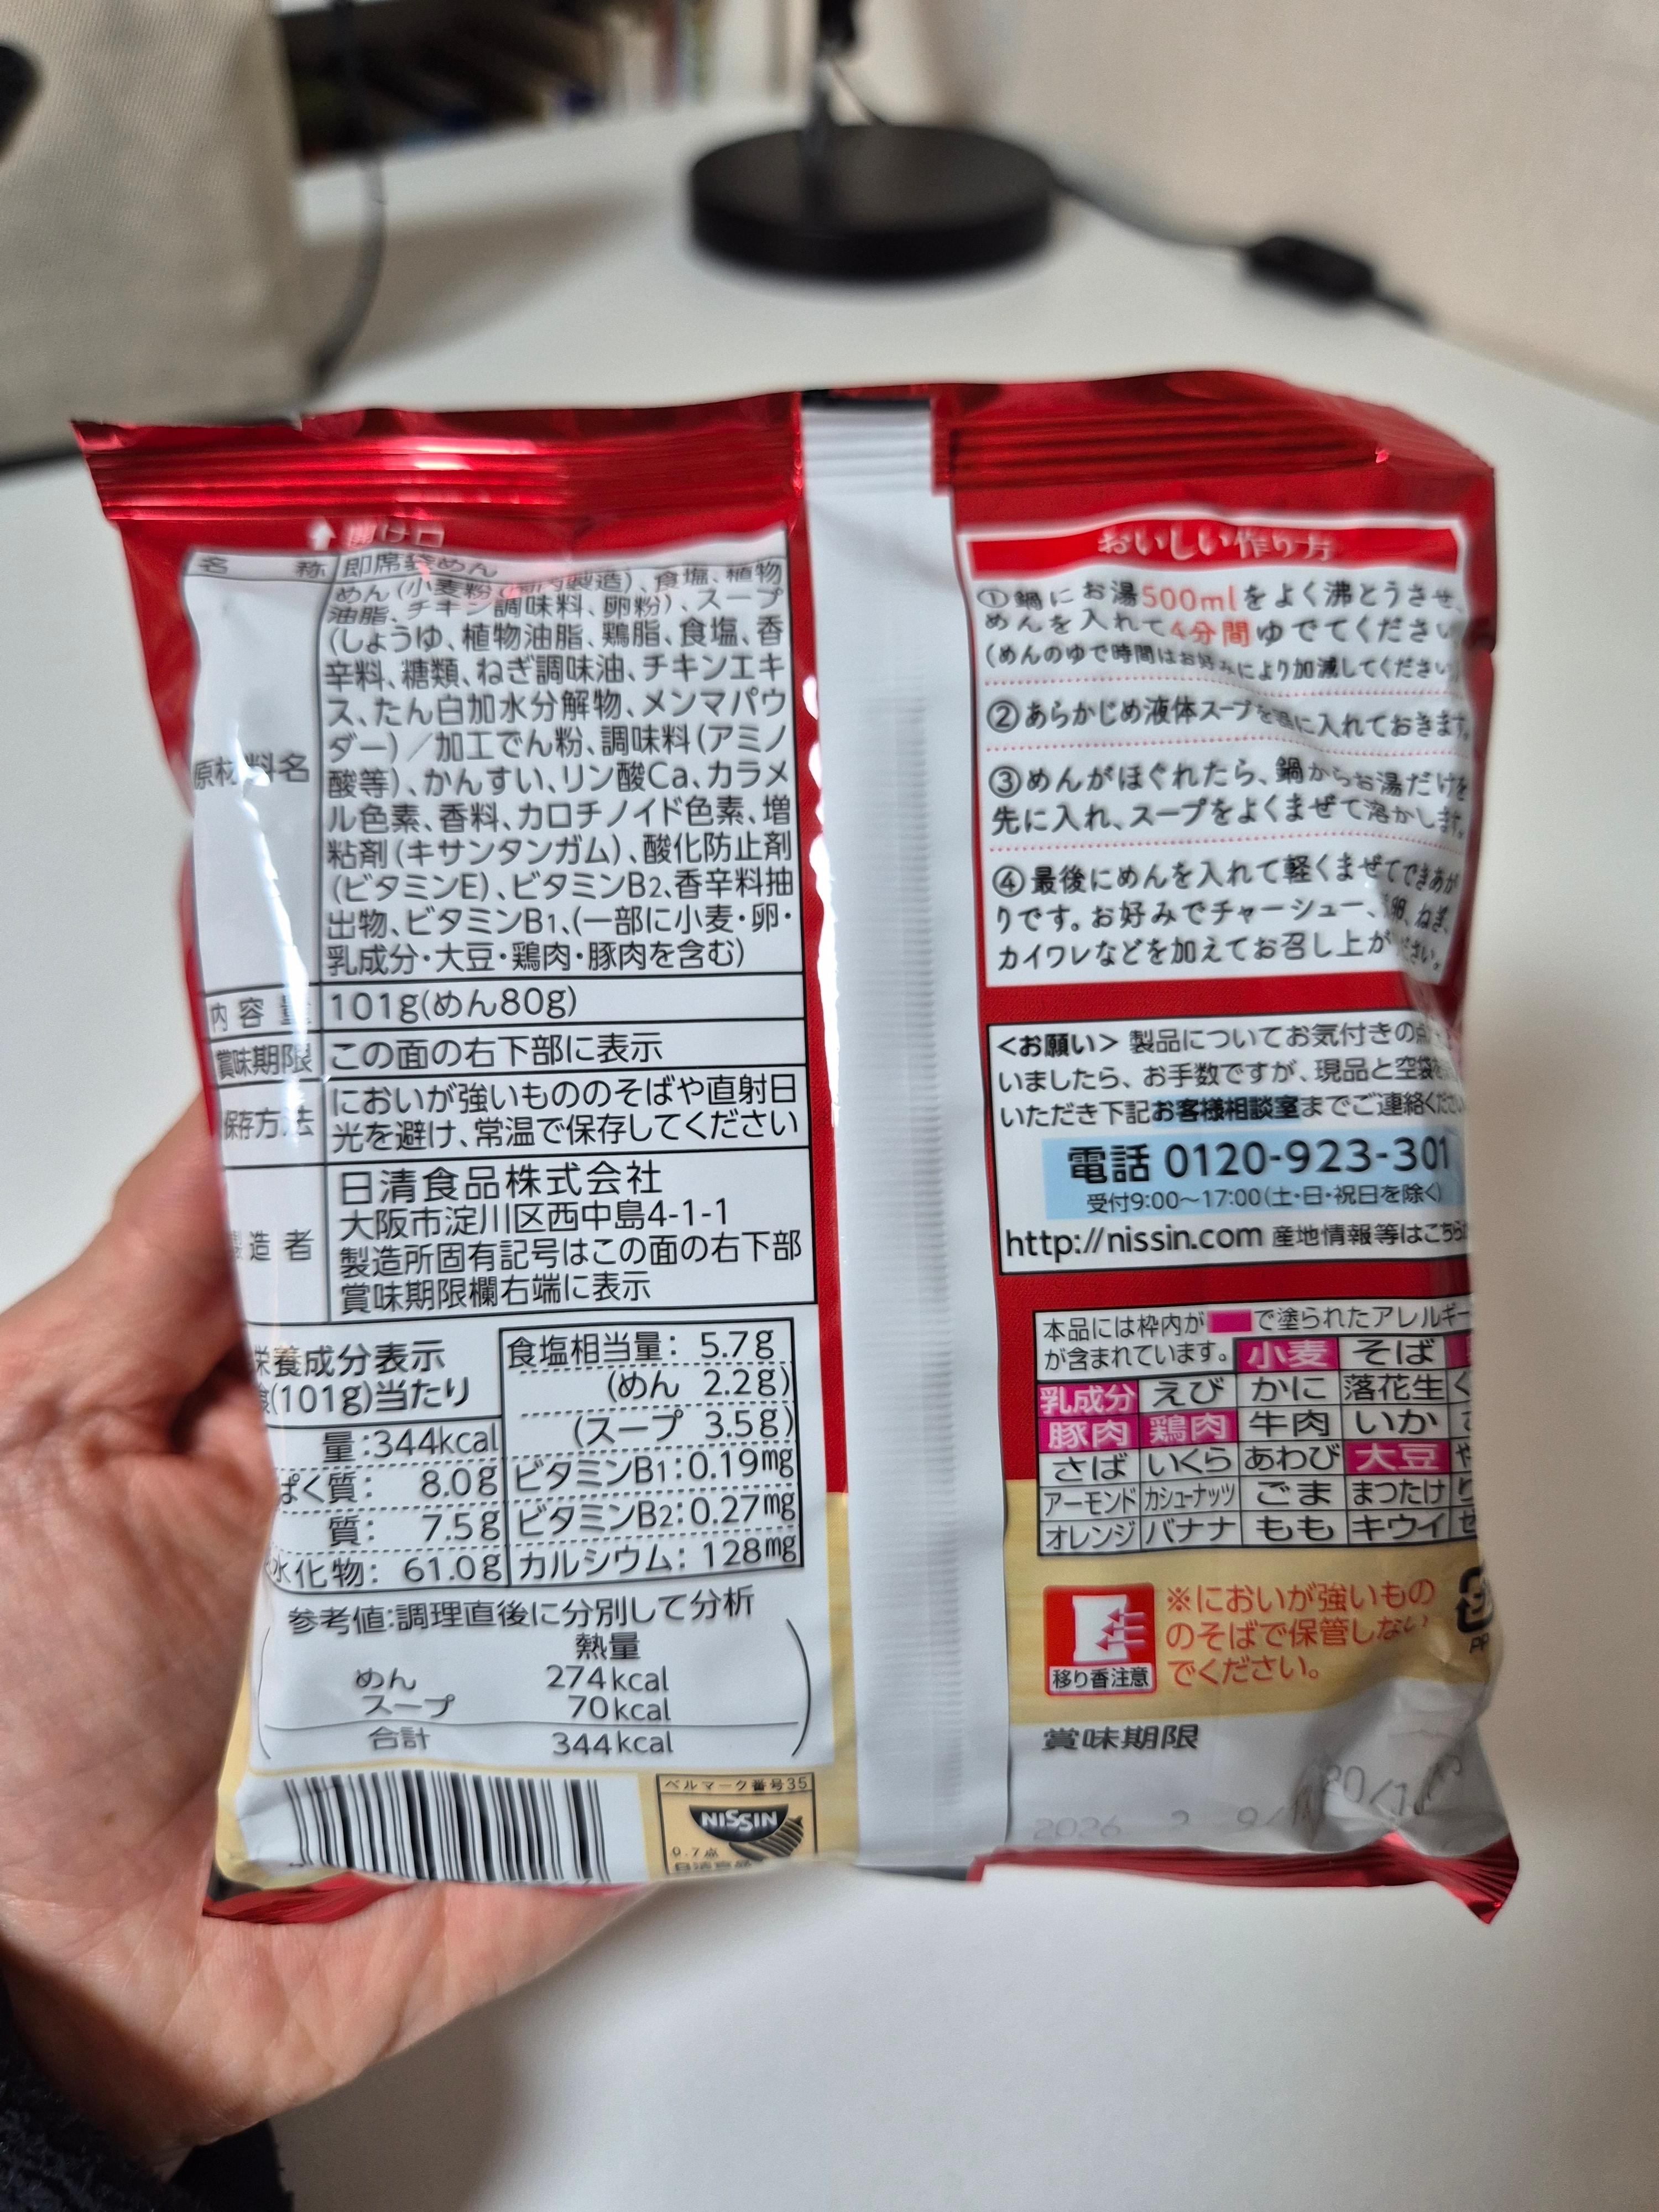 開け口
名 称 即席袋めん
原材料名 めん(小麦粉(国内製造)、食塩、植物
油脂、チキン調味料、卵粉)、スープ
(しょうゆ、植物油脂、鶏脂、食塩、香
辛料、糖類、ねぎ調味油、チキンエキ
ス、たん白加水分解物、メンマパウ
ダー)/加工でん粉、調味料(アミノ
酸等)、かんすい、リン酸Ca、カラメ
ル色素、香料、カロチノイド色素、増
粘剤(キサンタンガム)、酸化防止剤
(ビタミンE)、ビタミンB2、香辛料抽
出物、ビタミンB1、(一部に小麦・卵・
乳成分・大豆・鶏肉・豚肉を含む)
内容量 101g(めん80g)
賞味期限 この面の右下部に表示
保存方法 においが強いもののそばや直射日
光を避け、常温で保存してください
製造者 日清食品株式会社
大阪市淀川区西中島4-1-1
製造所固有記号はこの面の右下部
賞味期限欄右端に表示
栄養成分表示
食(101g)当たり
量:344kcal
ぱく質: 8.0g
質: 7.5g
水化物: 61.0g
食塩相当量: 5.7g
(めん 2.2g)
(スープ 3.5g)
ビタミンB1:0.19mg
ビタミンB2:0.27mg
カルシウム: 128mg
参考値:調理直後に分別して分析
熱量
めん 274kcal
スープ 70kcal
合計 344kcal
ベルマーク番号35
NISSIN
0.7点
日清食品
おいしい作り方
①鍋にお湯500mlをよく沸とうさせ、
めんを入れて4分間ゆでてください
(めんのゆで時間はお好みにより加減してください
②あらかじめ液体スープを器に入れておきます。
③めんがほぐれたら、鍋からお湯だけを
先に入れ、スープをよくまぜて溶かします。
④最後にめんを入れて軽くまぜてできあが
りです。お好みでチャーシュー、卵、ねぎ、
カイワレなどを加えてお召し上がください。
<お願い> 製品についてお気付きの点
いましたら、お手数ですが、現品と空袋を
いただき下記お客様相談室までご連絡くださ
電話 0120-923-301
受付9:00～17:00(土・日・祝日を除く)
http://nissin.com 産地情報等はこちら
本品には枠内が で塗られたアレルギー
が含まれています。 小麦 そば
乳成分 えび かに 落花生 く
豚肉 鶏肉 牛肉 いか
さば いくら あわび 大豆 や
アーモンド カシューナッツ ごま まつたけ り
オレンジ バナナ もも キウイ ゼ
移り香注意
※においが強いもの
のそばで保管しない
でください。
PP
賞味期限
2026 2 9/